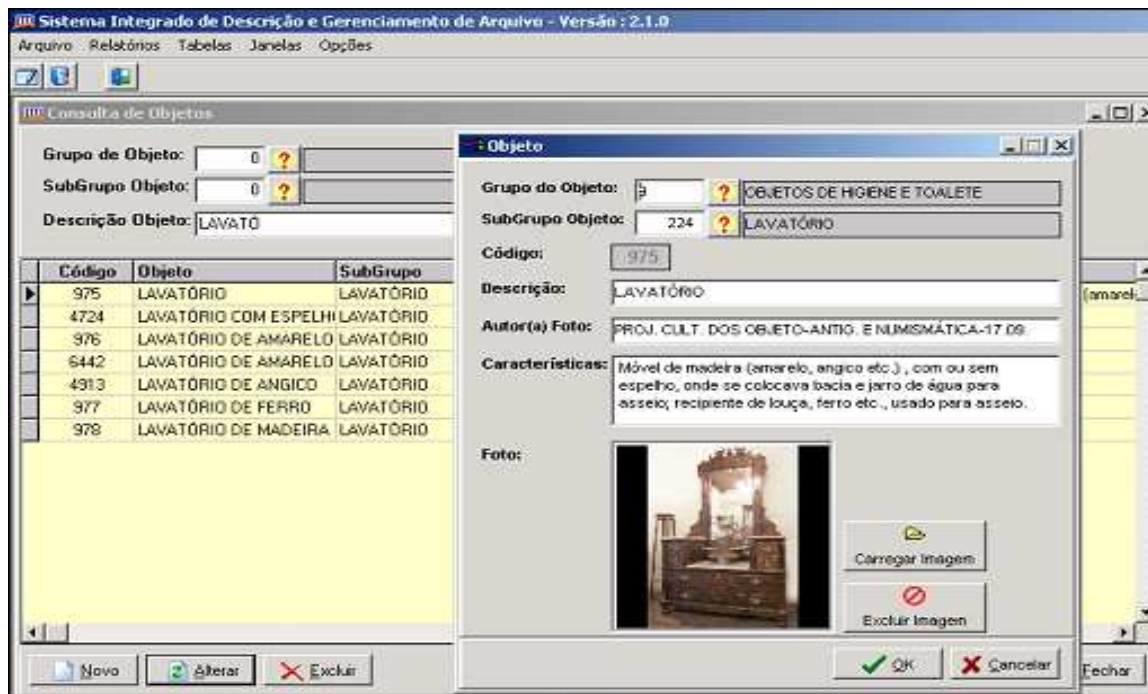 Sistema Integrado de Descrição e Gerenciamento de Arquivo - Versão : 2.1.0
Arquivo Relatórios Tabelas Janelas Opções
Consulta de Objetos
Grupo de Objeto: 0 ?
SubGrupo Objeto: 0 ?
Descrição Objeto: LAVATÓ
Código Objeto SubGrupo
975 LAVATÓRIO LAVATÓRIO (amarelo,
4724 LAVATÓRIO COM ESPELH LAVATÓRIO
976 LAVATÓRIO DE AMARELO LAVATÓRIO
6442 LAVATÓRIO DE AMARELO LAVATÓRIO
4913 LAVATÓRIO DE ANGICO LAVATÓRIO
977 LAVATÓRIO DE FERRO LAVATÓRIO
978 LAVATÓRIO DE MADEIRA LAVATÓRIO
Novo Alterar Excluir Fechar
Objeto
Grupo do Objeto: ? OBJETOS DE HIGIENE E TOALETE
SubGrupo Objeto: 224 ? LAVATÓRIO
Código: 975
Descrição: LAVATÓRIO
Autor(a) Foto: PROJ. CULT. DOS OBJETO-ANTIG. E NUMISMÁTICA-17.09
Características: Móvel de madeira (amarelo, angico etc.) , com ou sem
espelho, onde se colocava bacia e jarro de água para
asseio; recipiente de louça, ferro etc., usado para asseio.
Foto:
Carregar Imagem
Excluir Imagem
OK Cancelar